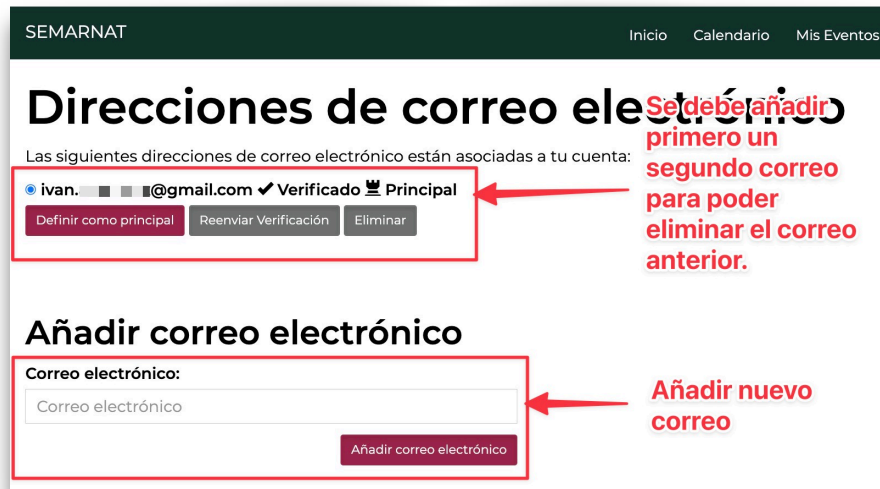 SEMARNAT
Inicio Calendario Mis Eventos
Direcciones de correo electrónico
Las siguientes direcciones de correo electrónico están asociadas a tu cuenta:
ivan. @gmail.com ✔ Verificado Principal
Definir como principal Reenviar Verificación Eliminar
Se debe añadir
primero un
segundo correo
para poder
eliminar el correo
anterior.
Añadir correo electrónico
Correo electrónico:
Correo electrónico
Añadir correo electrónico
Añadir nuevo
correo